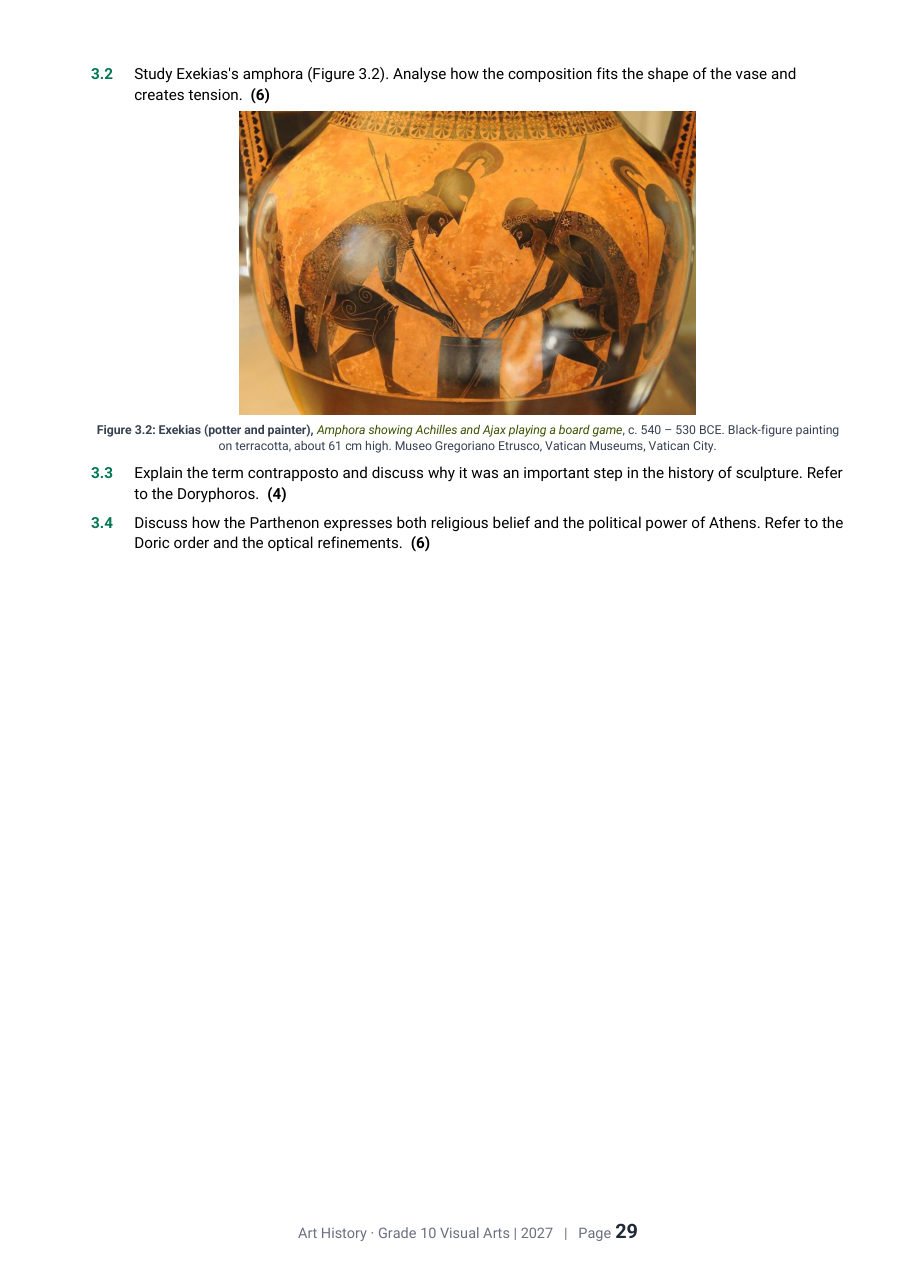 3.2 Study Exekias's amphora (Figure 3.2). Analyse how the composition fits the shape of the vase and
creates tension. (6)
Figure 3.2: Exekias (potter and painter), Amphora showing Achilles and Ajax playing a board game, c. 540 – 530 BCE. Black-figure painting
on terracotta, about 61 cm high. Museo Gregoriano Etrusco, Vatican Museums, Vatican City.
3.3 Explain the term contrapposto and discuss why it was an important step in the history of sculpture. Refer
to the Doryphoros. (4)
3.4 Discuss how the Parthenon expresses both religious belief and the political power of Athens. Refer to the
Doric order and the optical refinements. (6)
Art History · Grade 10 Visual Arts | 2027 | Page 29